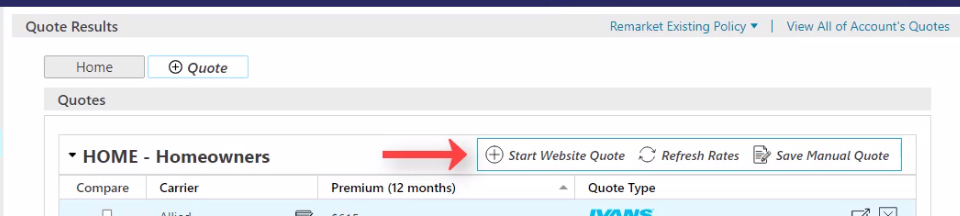 Quote Results Remarket Existing Policy ▼ | View All of Account's Quotes
Home Quote
Quotes
HOME - Homeowners Start Website Quote Refresh Rates Save Manual Quote
Compare Carrier Premium (12 months) Quote Type
Allied IVANS